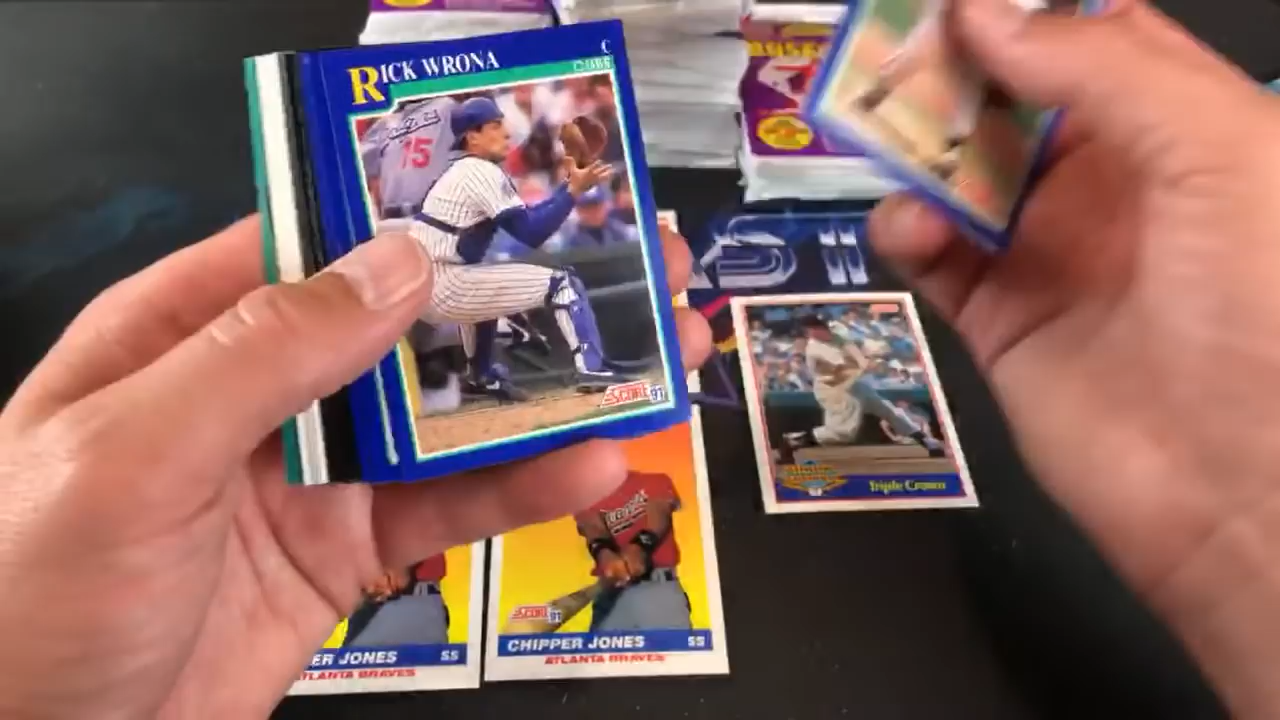 RICK WRONA
C
CUBS
15
SCORE 91
Triple Crown
SCORE 91
CHIPPER JONES SS
ATLANTA BRAVES
ER JONES SS
ATLANTA BRAVES